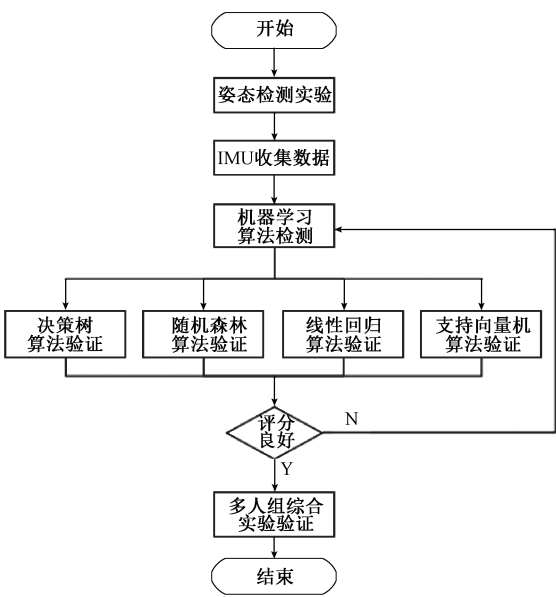 开始
姿态检测实验
IMU收集数据
机器学习
算法检测
决策树
算法验证
随机森林
算法验证
线性回归
算法验证
支持向量机
算法验证
评分
良好
N
Y
多人组综合
实验验证
结束